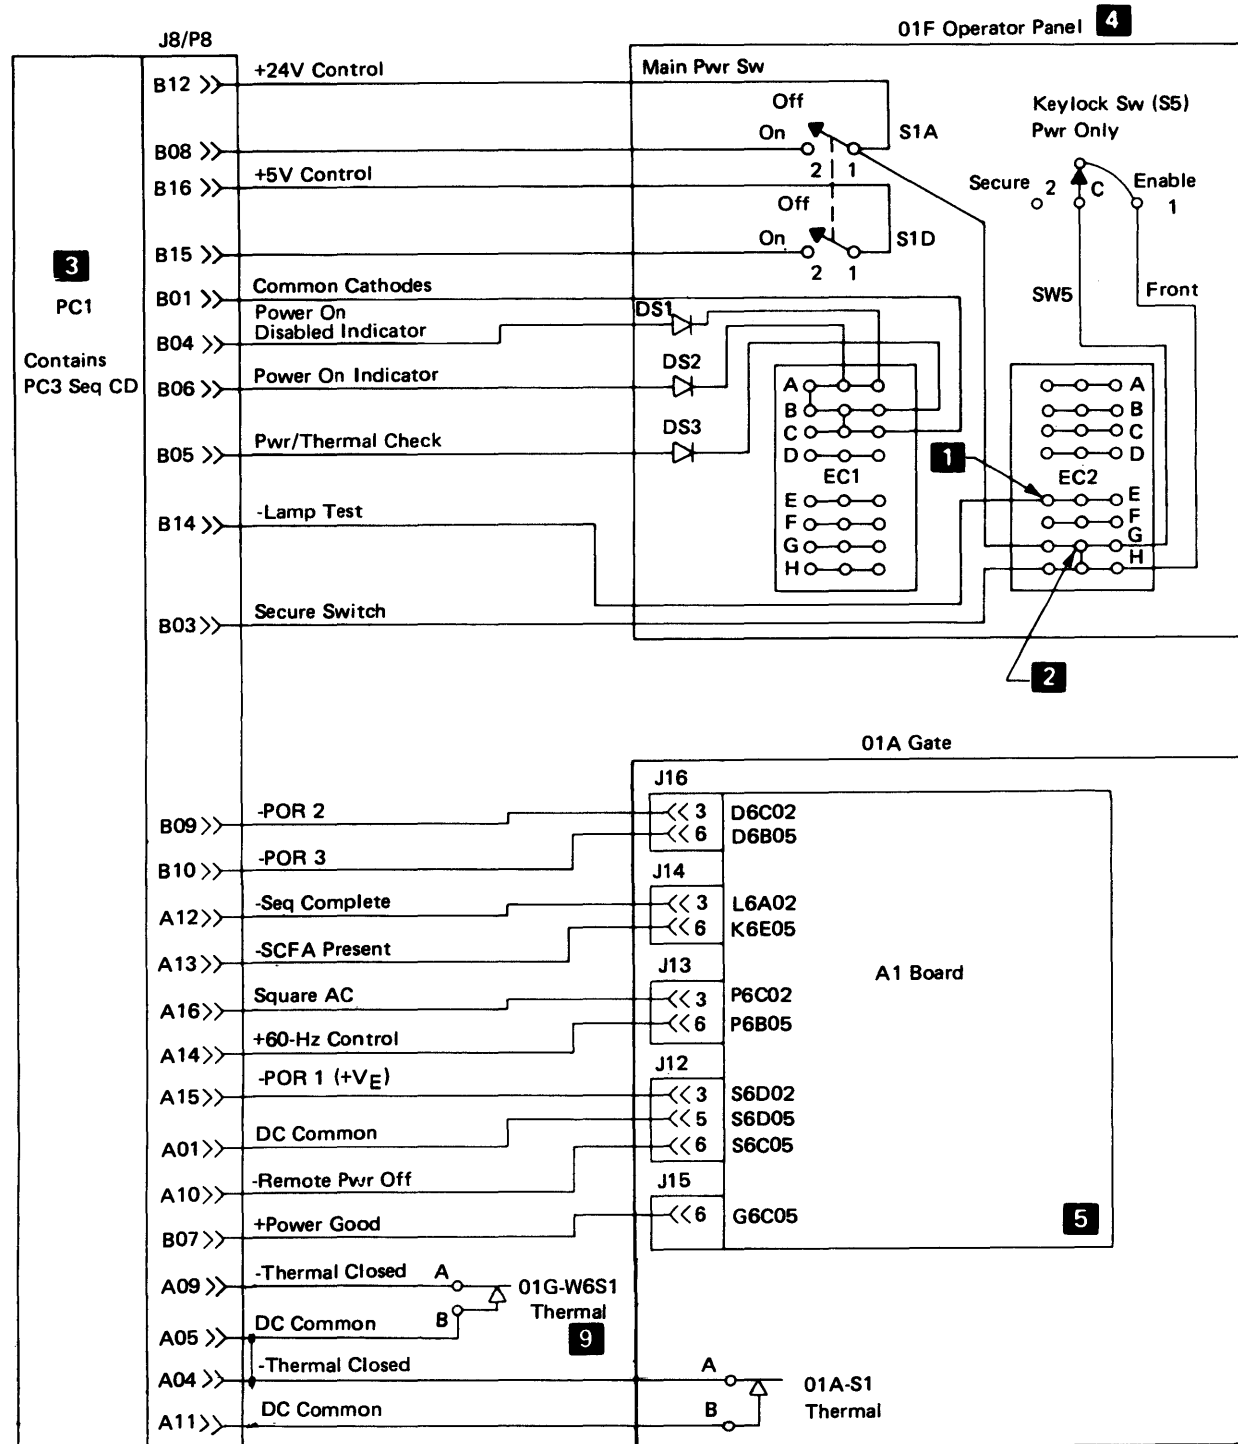 01F Operator Panel 4
J8/P8
B12 +24V Control
Main Pwr Sw
Off
Keylock Sw (S5)
Pwr Only
On
S1A
B08
2 1
B16 +5V Control
Secure 2 C Enable
1
Off
On
S1D
B15
2 1
3
PC1
B01 Common Cathodes
SW5
Front
Power On
Disabled Indicator
B04
DS1
Contains
PC3 Seq CD
B06 Power On Indicator
DS2
A
A
B
B
B05 Pwr/Thermal Check
DS3
C
C
D
D
1
EC1
EC2
B14 -Lamp Test
E
E
F
F
G
G
H
H
B03 Secure Switch
2
01A Gate
J16
B09 -POR 2
3 D6C02
6 D6B05
B10 -POR 3
J14
A12 -Seq Complete
3 L6A02
6 K6E05
A13 -SCFA Present
J13
A1 Board
A16 Square AC
3 P6C02
6 P6B05
A14 +60-Hz Control
J12
A15 -POR 1 (+VE)
3 S6D02
5 S6D05
A01 DC Common
6 S6C05
A10 -Remote Pwr Off
J15
B07 +Power Good
6 G6C05
5
A09 -Thermal Closed A
01G-W6S1
Thermal
A05 DC Common B
9
A04 -Thermal Closed
A
01A-S1
Thermal
A11 DC Common
B